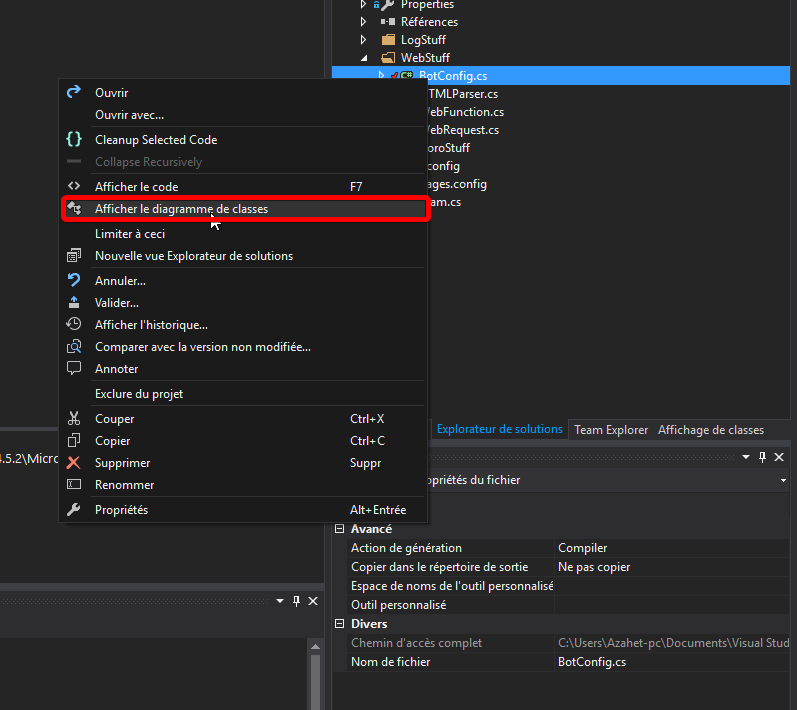 Properties
Références
LogStuff
WebStuff
BotConfig.cs
TMLParser.cs
ebFunction.cs
ebRequest.cs
oroStuff
config
ages.config
am.cs
Ouvrir
Ouvrir avec...
Cleanup Selected Code
Collapse Recursively
Afficher le code F7
Afficher le diagramme de classes
Limiter à ceci
Nouvelle vue Explorateur de solutions
Annuler...
Valider...
Afficher l'historique...
Comparer avec la version non modifiée...
Annoter
Exclure du projet
Couper Ctrl+X
Copier Ctrl+C
Supprimer Suppr
Renommer
Propriétés Alt+Entrée
.4.5.2\Micro
Explorateur de solutions Team Explorer Affichage de classes
opriétés du fichier
Avancé
Action de génération Compiler
Copier dans le répertoire de sortie Ne pas copier
Espace de noms de l'outil personnalisé
Outil personnalisé
Divers
Chemin d'accès complet C:\Users\Azahet-pc\Documents\Visual Stud
Nom de fichier BotConfig.cs